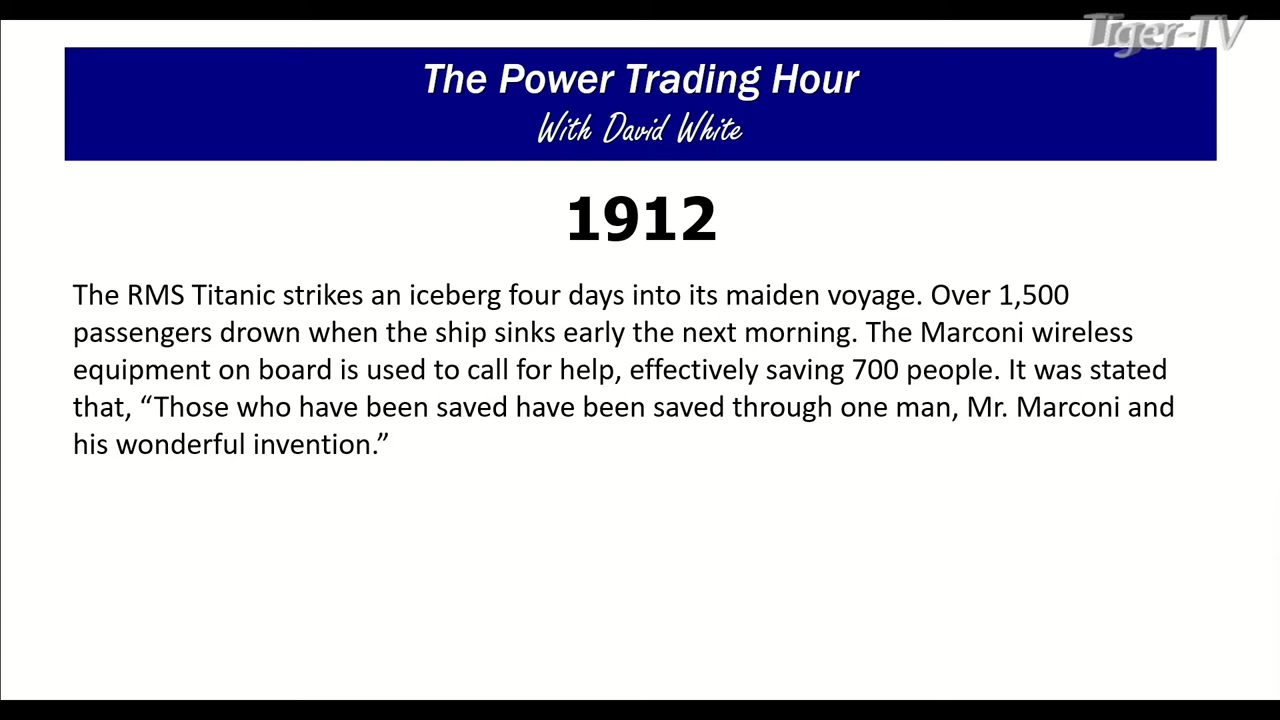 Tiger-TV
The Power Trading Hour
With David White
1912
The RMS Titanic strikes an iceberg four days into its maiden voyage. Over 1,500
passengers drown when the ship sinks early the next morning. The Marconi wireless
equipment on board is used to call for help, effectively saving 700 people. It was stated
that, “Those who have been saved have been saved through one man, Mr. Marconi and
his wonderful invention.”